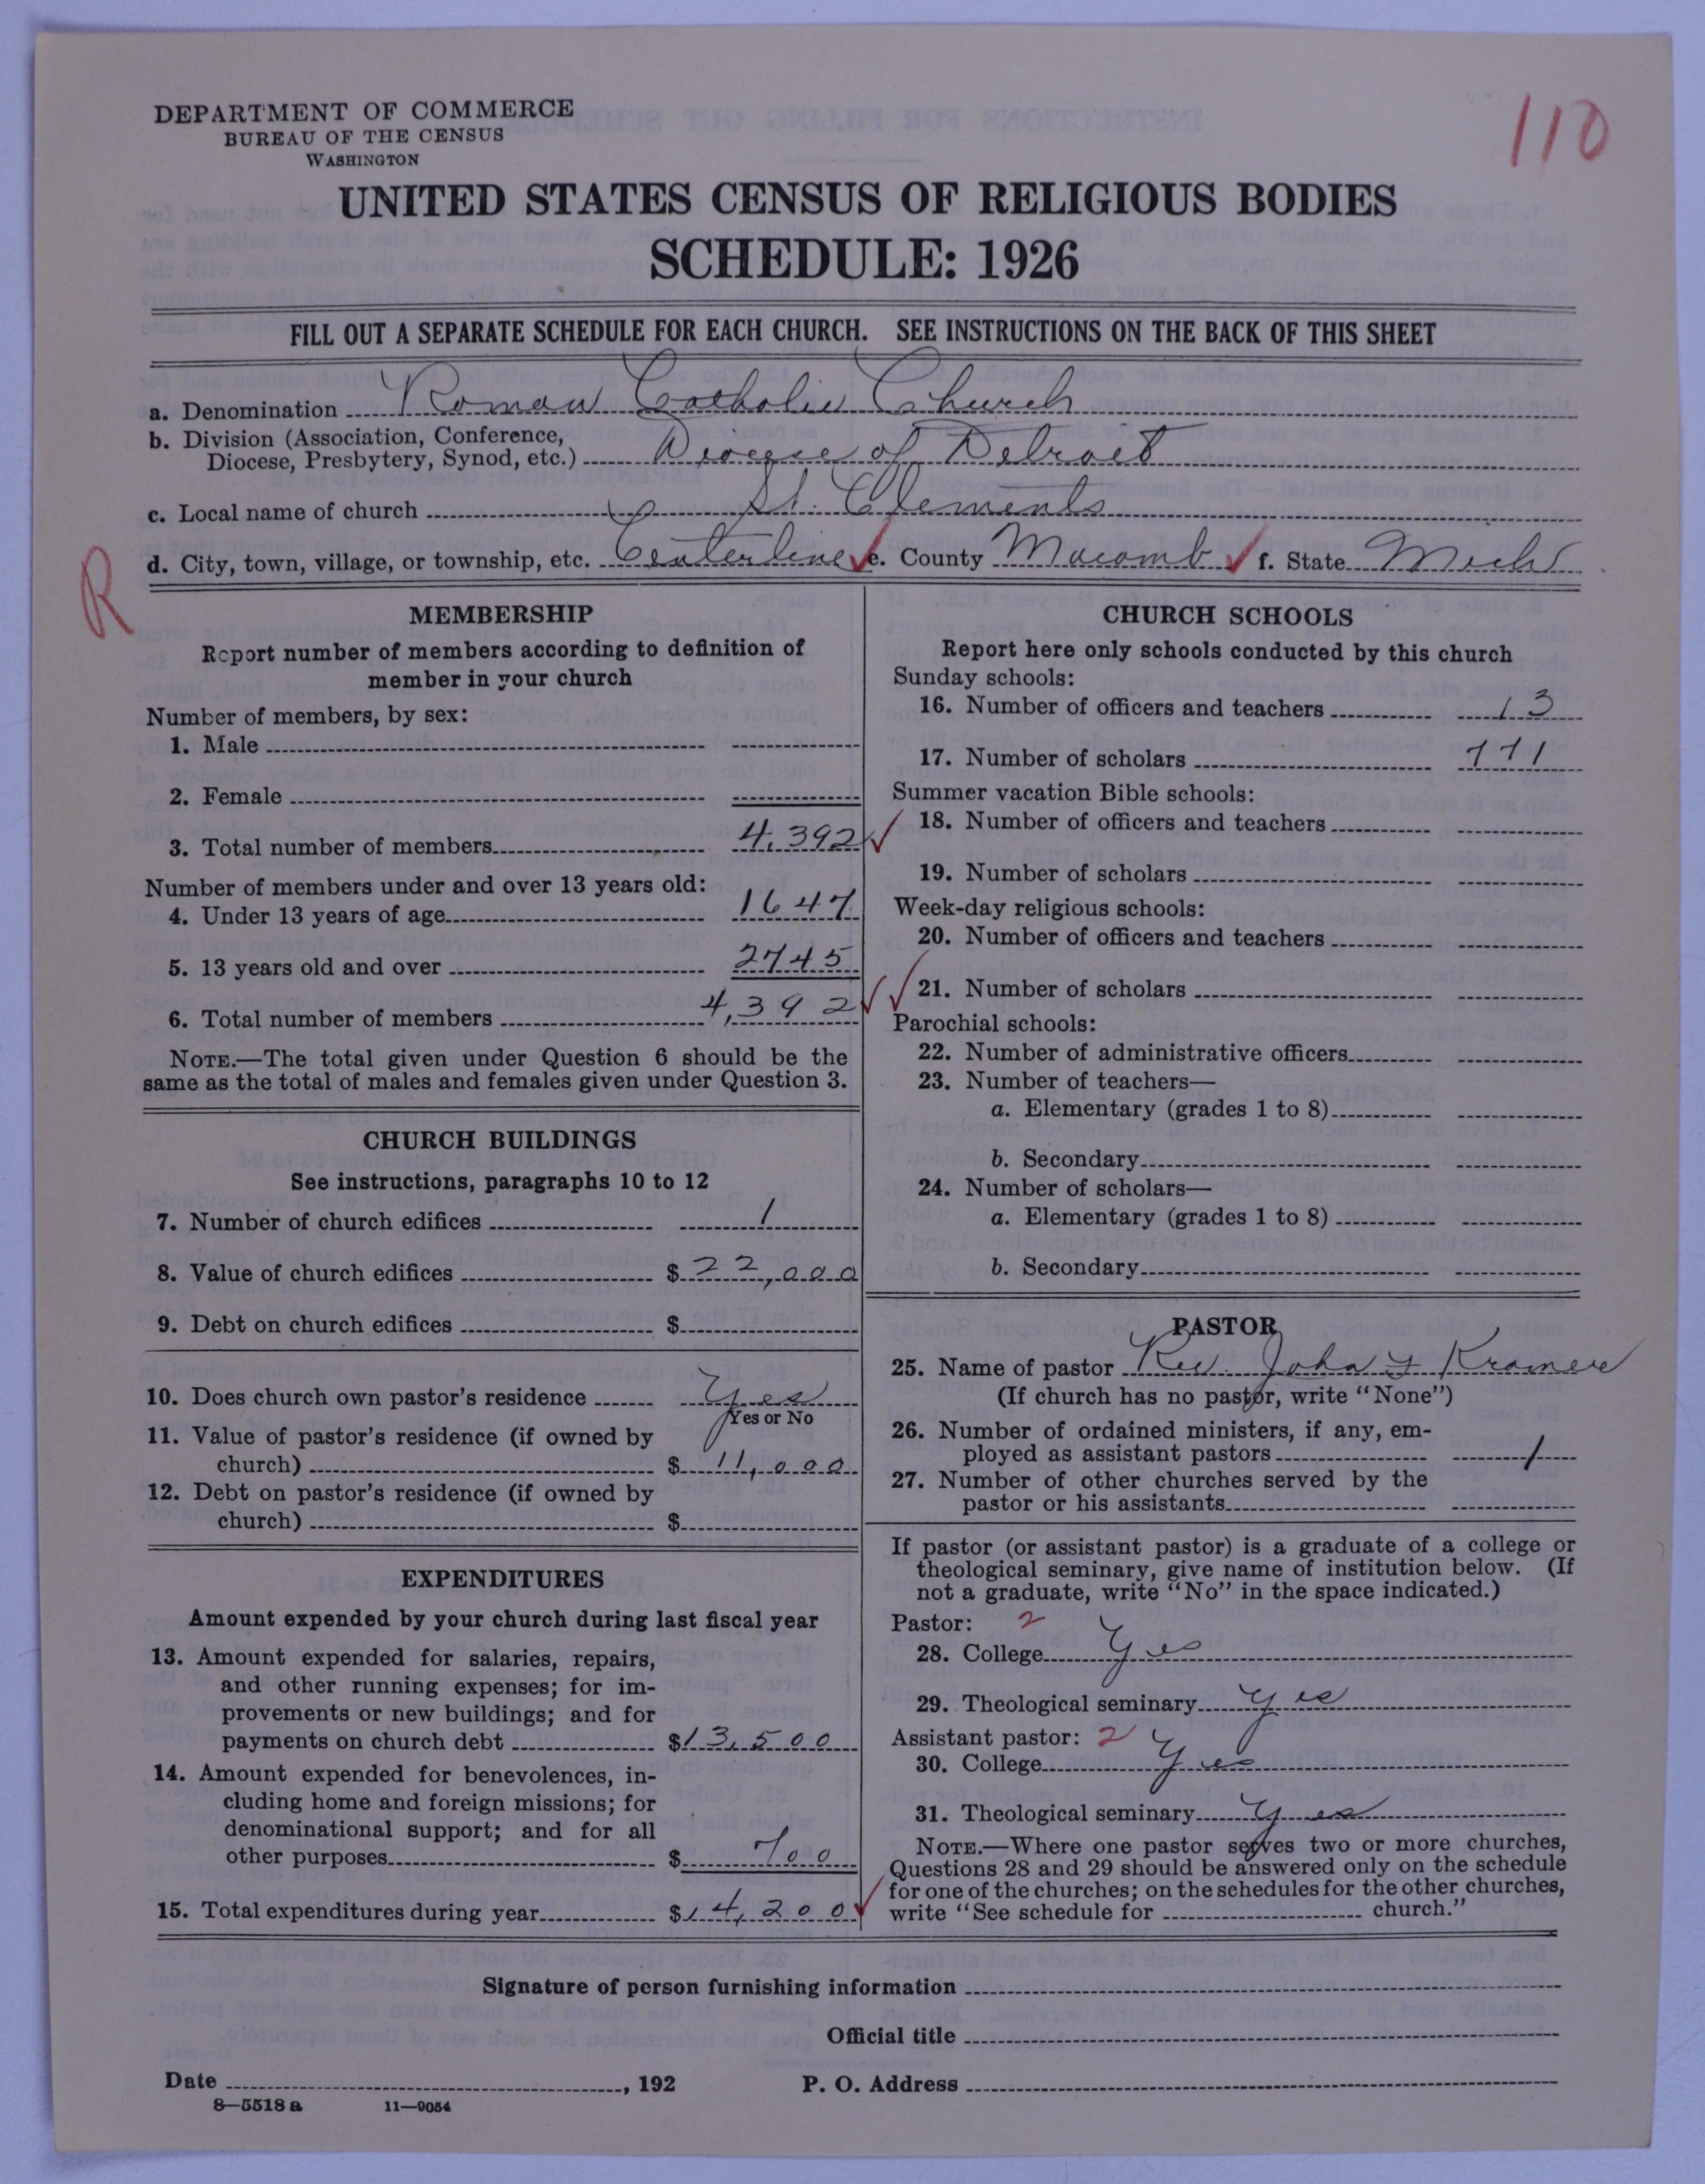 110
DEPARTMENT OF COMMERCE
BUREAU OF THE CENSUS
WASHINGTON
UNITED STATES CENSUS OF RELIGIOUS BODIES
SCHEDULE: 1926
FILL OUT A SEPARATE SCHEDULE FOR EACH CHURCH. SEE INSTRUCTIONS ON THE BACK OF THIS SHEET
a. Denomination Roman Catholic Church
b. Division (Association, Conference,
Diocese, Presbytery, Synod, etc.) Diocese of Detroit
c. Local name of church St. Clements
d. City, town, village, or township, etc. Centerline e. County Macomb f. State Mich
R
MEMBERSHIP
Report number of members according to definition of
member in your church
Number of members, by sex:
1. Male
2. Female
3. Total number of members 4,392
Number of members under and over 13 years old:
4. Under 13 years of age 1647
5. 13 years old and over 2745
6. Total number of members 4,392
NOTE.—The total given under Question 6 should be the
same as the total of males and females given under Question 3.
CHURCH BUILDINGS
See instructions, paragraphs 10 to 12
7. Number of church edifices 1
8. Value of church edifices $ 22,000
9. Debt on church edifices $
10. Does church own pastor's residence Yes
Yes or No
11. Value of pastor's residence (if owned by
church) $ 11,000
12. Debt on pastor's residence (if owned by
church) $
EXPENDITURES
Amount expended by your church during last fiscal year
13. Amount expended for salaries, repairs,
and other running expenses; for im-
provements or new buildings; and for
payments on church debt $13,500
14. Amount expended for benevolences, in-
cluding home and foreign missions; for
denominational support; and for all
other purposes $ 700
15. Total expenditures during year $14,200
CHURCH SCHOOLS
Report here only schools conducted by this church
Sunday schools:
16. Number of officers and teachers 13
17. Number of scholars
Summer vacation Bible schools:
18. Number of officers and teachers
19. Number of scholars
Week-day religious schools:
20. Number of officers and teachers
21. Number of scholars
Parochial schools:
22. Number of administrative officers
23. Number of teachers—
a. Elementary (grades 1 to 8)
b. Secondary
24. Number of scholars—
a. Elementary (grades 1 to 8)
b. Secondary
PASTOR
25. Name of pastor Rev. John
(If church has no pastor, write "None")
26. Number of ordained ministers, if any, em-
ployed as assistant pastors 1
27. Number of other churches served by the
pastor or his assistants
If pastor (or assistant pastor) is a graduate of a college or
theological seminary, give name of institution below. (If
not a graduate, write "No" in the space indicated.)
Pastor: 2
28. College Yes
29. Theological seminary Yes
Assistant pastor: 2
30. College Yes
31. Theological seminary Yes
NOTE.—Where one pastor serves two or more churches,
Questions 28 and 29 should be answered only on the schedule
for one of the churches; on the schedules for the other churches,
write "See schedule for church."
Signature of person furnishing information
Official title
Date , 192 P. O. Address
8—5518 a 11—9054